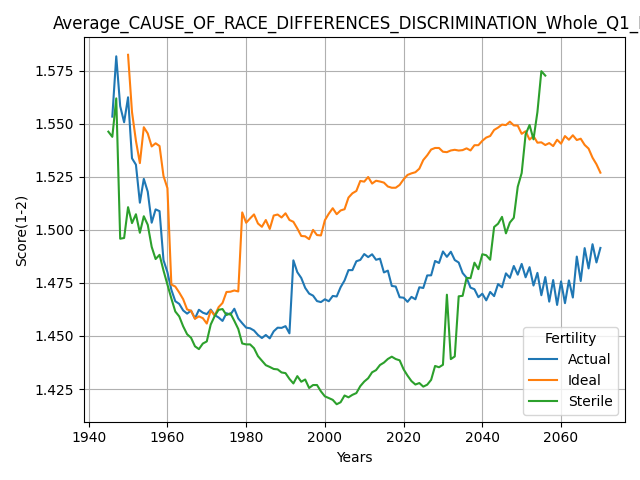 Average_CAUSE_OF_RACE_DIFFERENCES_DISCRIMINATION_Whole_Q1_
1.575
1.550
1.525
1.500
1.475
1.450
1.425
Score(1-2)
1940
1960
1980
2000
2020
2040
2060
Years
Fertility
Actual
Ideal
Sterile